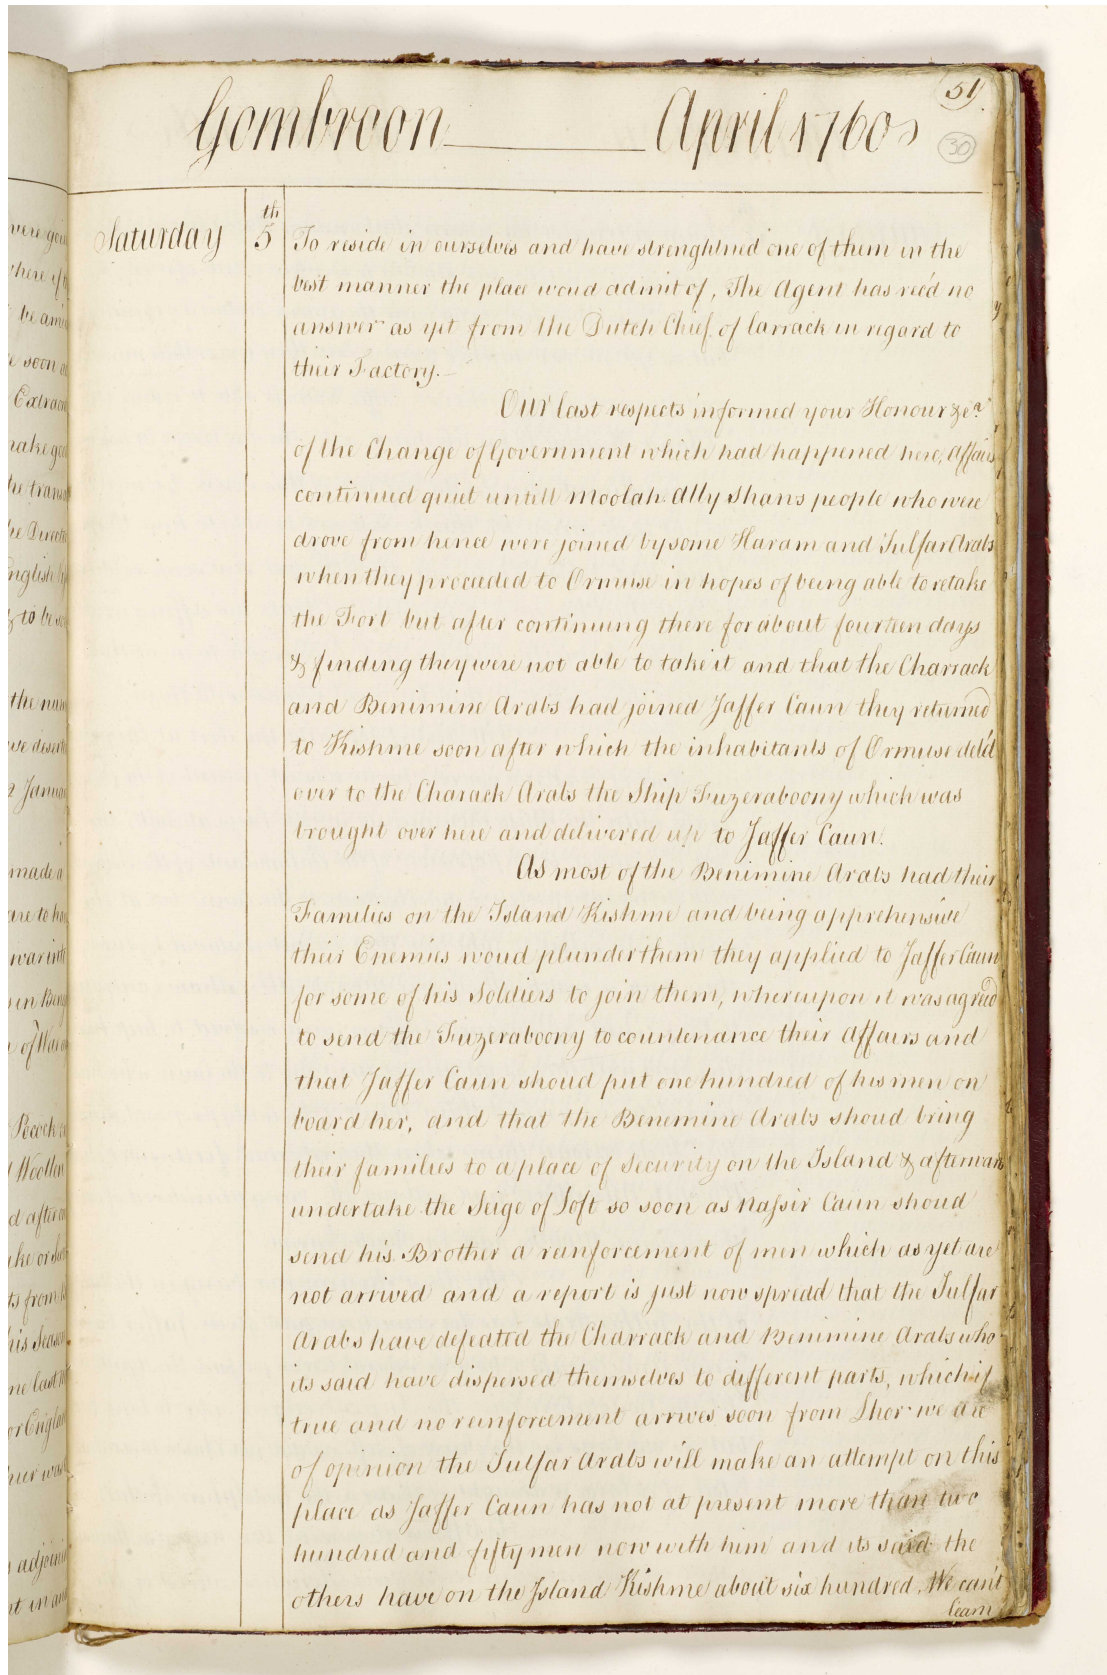 51
30
Gombroon April 1760
Saturday 5th To reside in ourselves and have strenghtned one of them in the
best manner the place woud admit of, The Agent has rec'd no
answer as yet from the Dutch Chief of Carrack in regard to
their Factory.
Our last respects informed your Honour &ca
of the Change of Government which had happened here, Affairs
continued quiet untill Moolah Ally Shans people who were
drove from hence were joined by some Haram and Julfar Arabs
when they proceeded to Ormuse in hopes of being able to retake
the Fort but after continuing there for about fourteen days
& finding they were not able to take it and that the Charrack
and Benimine Arabs had joined Jaffer Caun they returned
to Kishme soon after which the inhabitants of Ormuse deld
over to the Charack Arabs the Ship Fuzeraboony which was
brought over here and delivered up to Jaffer Caun.
As most of the Benimine Arabs had their
Families on the Island Kishme and being apprehensive
their Enemies woud plunder them they applied to Jaffer Caun
for some of his Soldiers to join them, whereupon it was agreed
to send the Fuzeraboony to countenance their Affairs and
that Jaffer Caun shoud put one hundred of his men on
board her, and that the Benemine Arabs shoud bring
their families to a place of Security on the Island & afterwards
undertake the Seige of Loft so soon as Nassir Caun shoud
send his Brother a ranforcement of men which as yet are
not arrived and a report is just now spredd that the Julfar
Arabs have defeated the Charrack and Benimine Arabs who
its said have dispersed themselves to different parts, which if
true and no reinforcement arrives soon from Lhor we are
of opinion the Julfar Arabs will make an attempt on this
place as Jaffer Caun has not at present more than two
hundred and fifty men now with him and its said the
others have on the Island Kishme about six hundred. We can't
learn